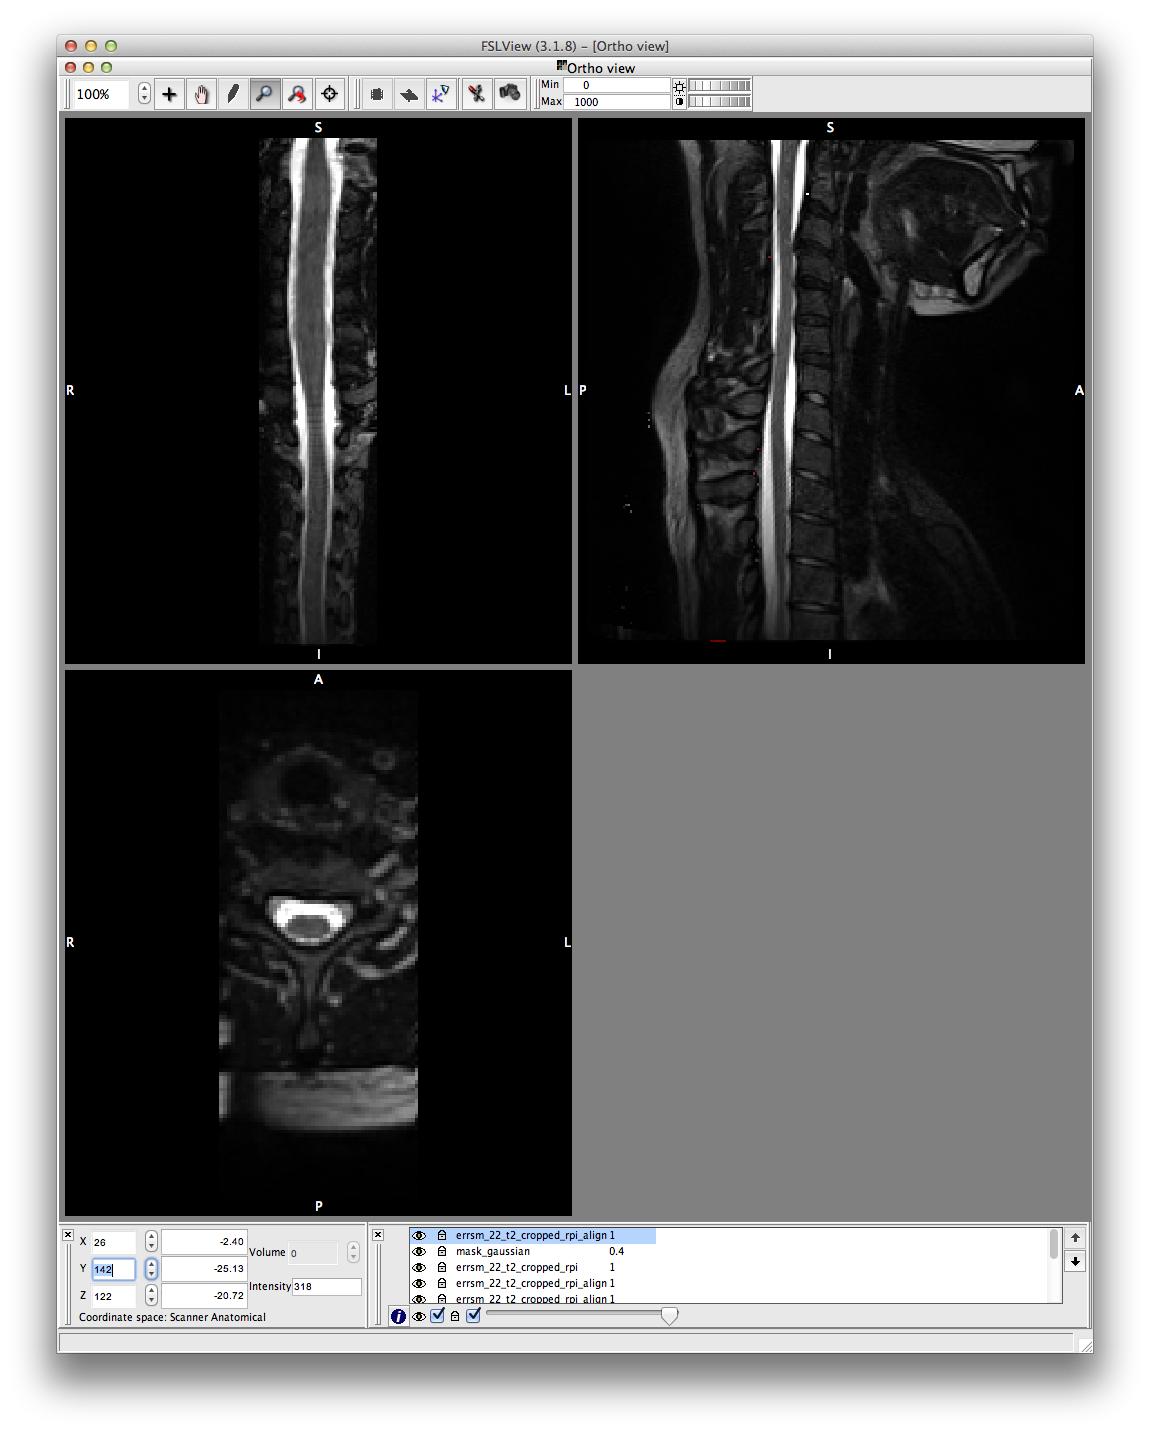 FSLView (3.1.8) – [Ortho view]
Ortho view
100%
Min 0
Max 1000
S
R
L
I
S
P
A
I
A
R
L
P
X 26 -2.40
Y 142 -25.13
Z 122 -20.72
Volume 0
Intensity 318
Coordinate space: Scanner Anatomical
errsm_22_t2_cropped_rpi_align 1
mask_gaussian 0.4
errsm_22_t2_cropped_rpi 1
errsm_22_t2_cropped_rpi_align 1
errsm_22_t2_cropped_rpi_align 1